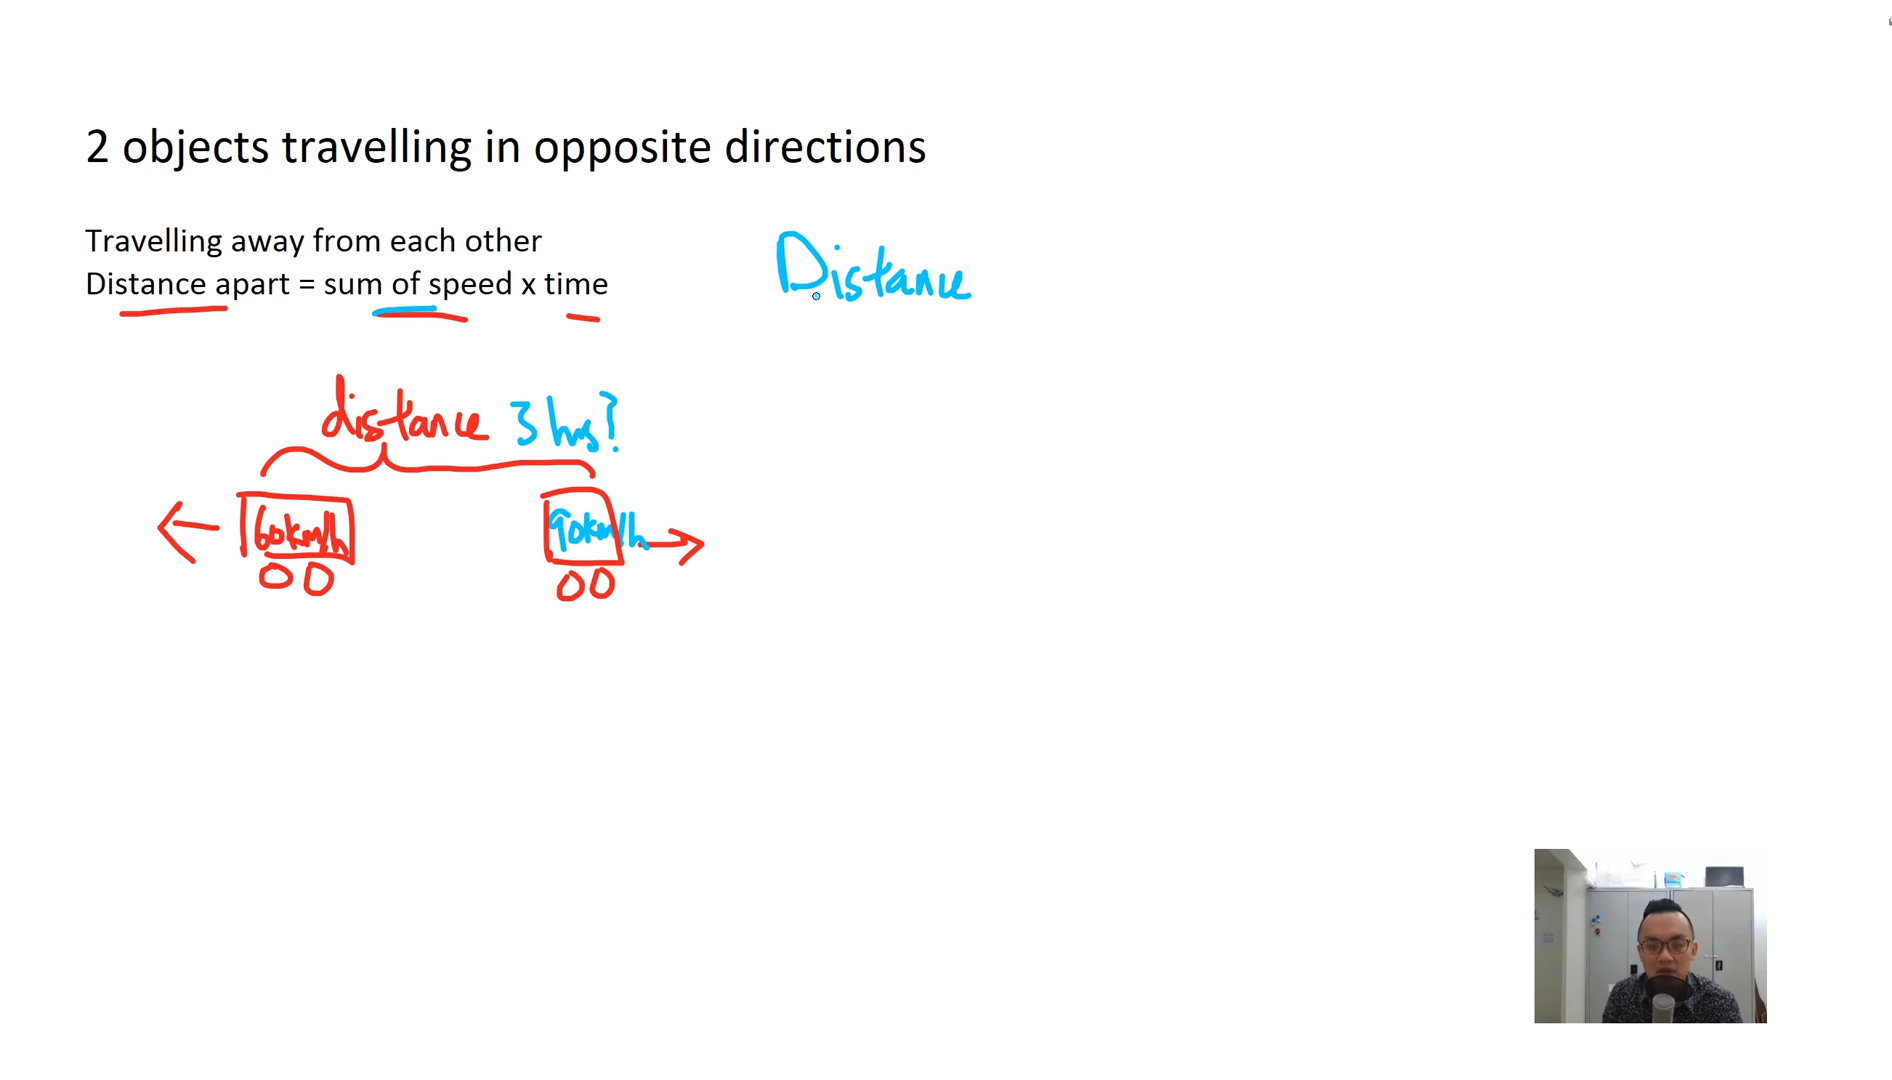 2 objects travelling in opposite directions
Travelling away from each other
Distance apart = sum of speed x time
Distance
distance 3 hrs?
60km/h
90km/h